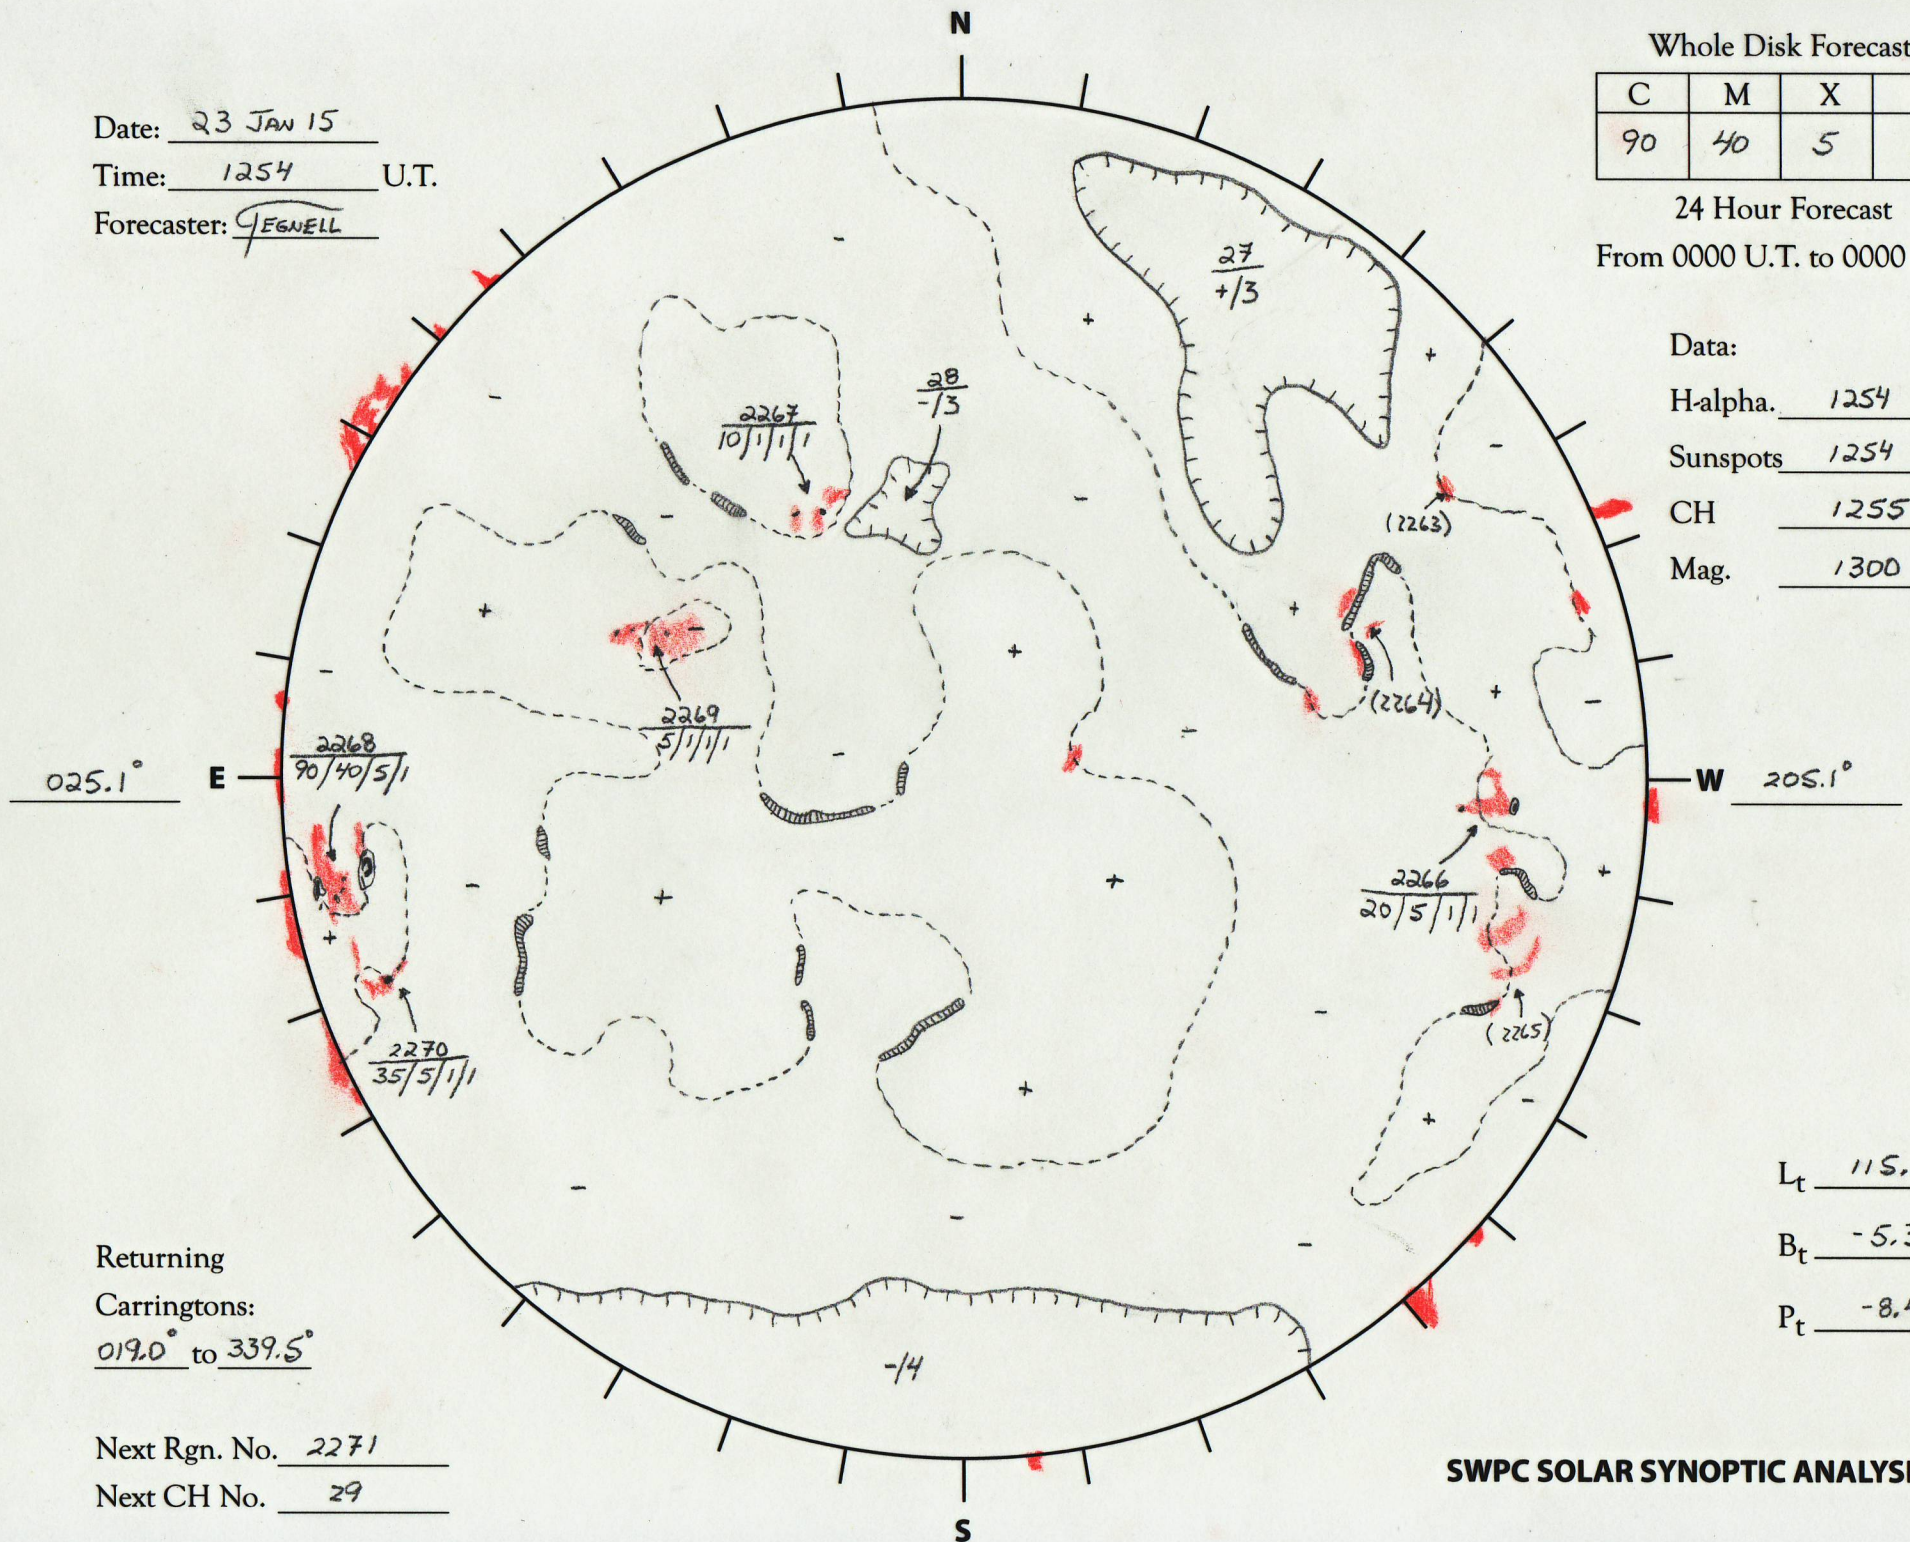 N
Whole Disk Forecast
C M X
90 40 5
24 Hour Forecast
From 0000 U.T. to 0000
Date: 23 JAN 15
Time: 1254 U.T.
Forecaster: TEGNELL
Data:
H-alpha. 1254
Sunspots 1254
CH 1255
Mag. 1300
27
+/3
28
-/3
2267
10/1/1/1
(2263)
(2264)
2269
5/1/1/1
2268
90/40/5/1
025.1° E
W 205.1°
2266
20/5/1/1
(2265)
2270
35/5/1/1
Lt 115.
Bt -5.3
Pt -8.4
Returning
Carringtons:
019.0° to 339.5°
-/4
Next Rgn. No. 2271
Next CH No. 29
SWPC SOLAR SYNOPTIC ANALYSI
S